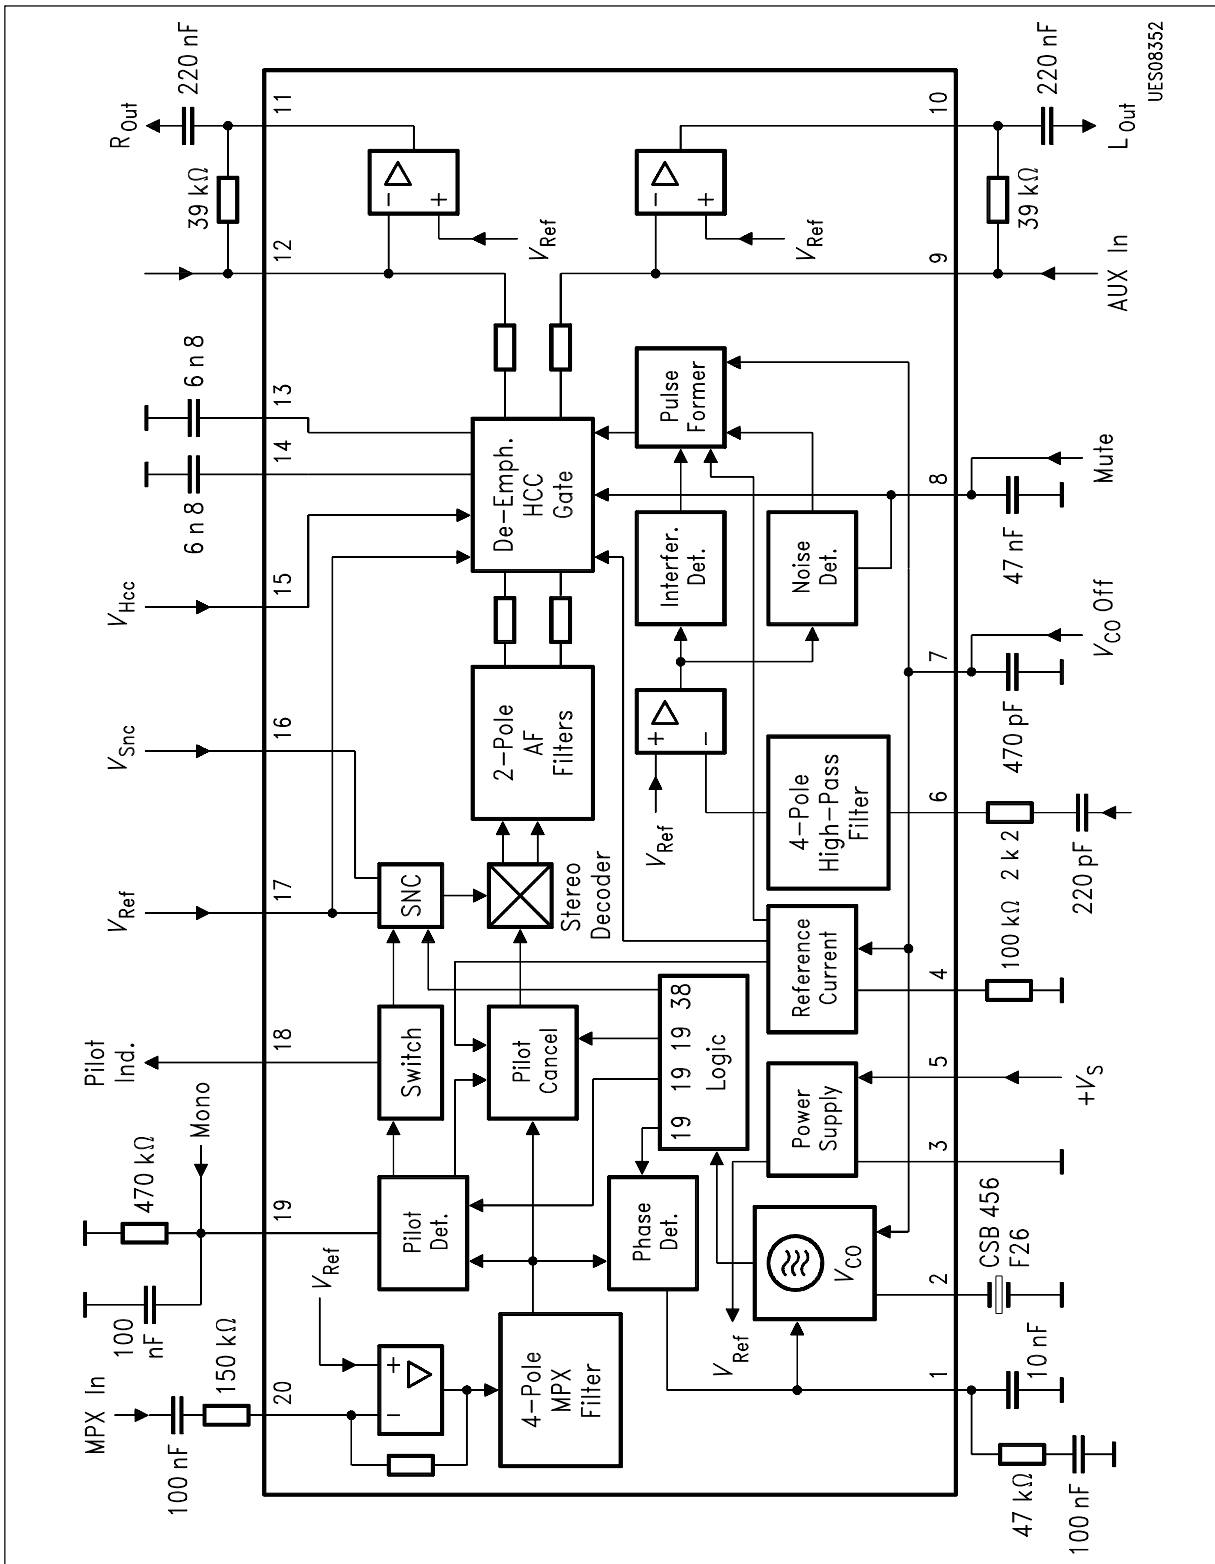 MPX In
100 nF
150 kΩ
20
100
nF
470 kΩ
Mono
19
Pilot
Ind.
18
V Ref
17
V Snc
16
V Hcc
15
6 n 8
14
6 n 8
13
12
39 kΩ
R Out
220 nF
11
V Ref
+
−
4−Pole
MPX
Filter
Pilot
Det.
Switch
SNC
Pilot
Cancel
Stereo
Decoder
2−Pole
AF
Filters
De−Emph.
HCC
Gate
−
+
V Ref
−
+
V Ref
Phase
Det.
19 19 19 38
Logic
V Ref
+
−
Interfer.
Det.
Pulse
Former
V Ref
V CO
Power
Supply
Reference
Current
4−Pole
High−Pass
Filter
Noise
Det.
1
2
3
5
4
6
7
8
9
10
47 kΩ
100 nF
10 nF
CSB 456
F26
+V S
100 kΩ
2 k 2
220 pF
470 pF
V CO Off
47 nF
Mute
AUX In
39 kΩ
L Out
220 nF
UES08352